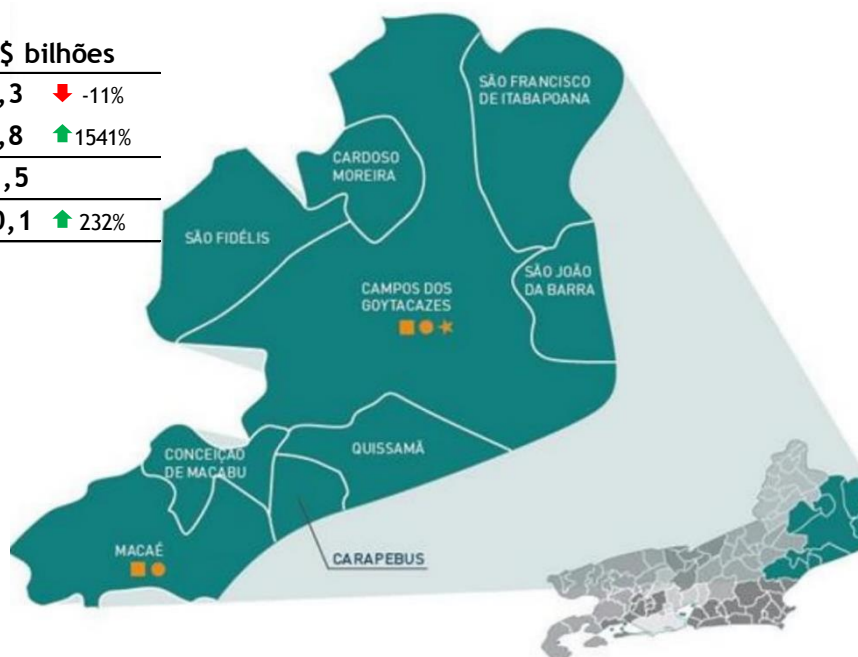 $ bilhões
,3 -11%
,8 1541%
,5
0,1 232%
SÃO FRANCISCO
DE ITABAPOANA
CARDOSO
MOREIRA
SÃO FIDÉLIS
SÃO JOÃO
DA BARRA
CAMPOS DOS
GOYTACAZES
QUISSAMÃ
CONCEIÇÃO
DE MACABU
MACAÉ
CARAPEBUS